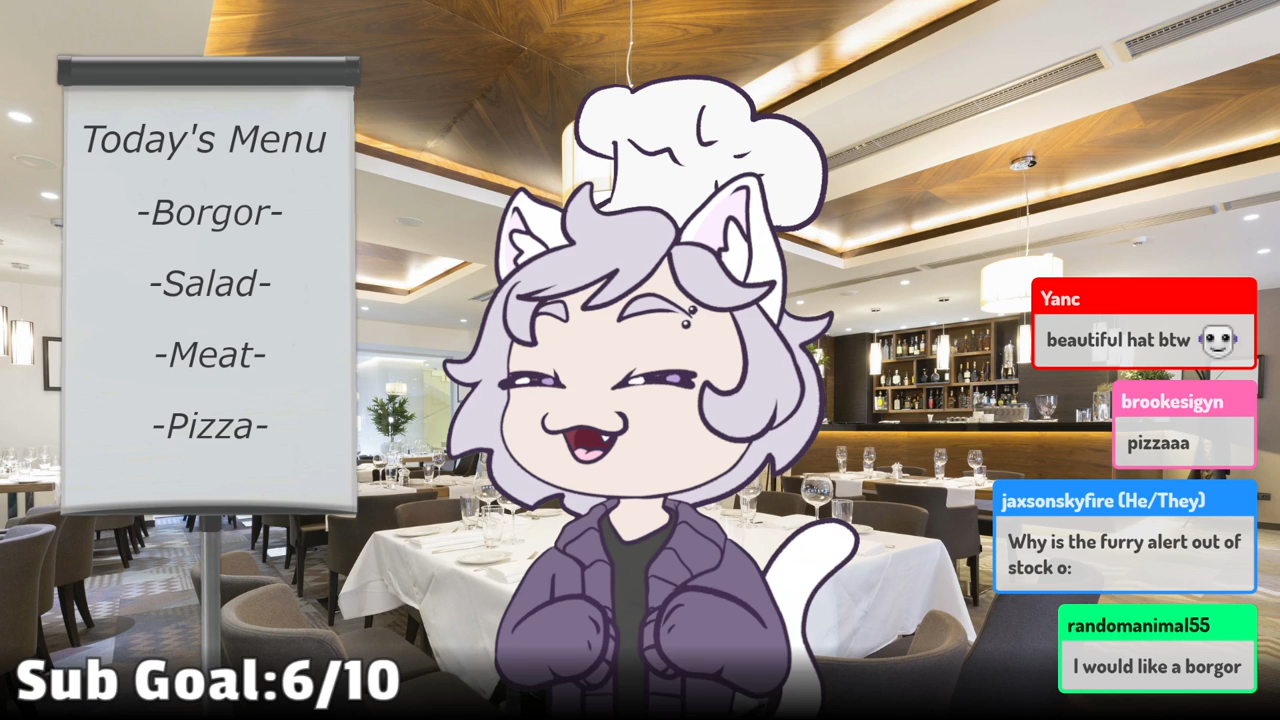 Today's Menu
-Borgor-
-Salad-
-Meat-
-Pizza-
Yanc
beautiful hat btw
brookesigyn
pizzaaa
jaxsonskyfire (He/They)
Why is the furry alert out of
stock o:
randomanimal55
I would like a borgor
Sub Goal:6/10